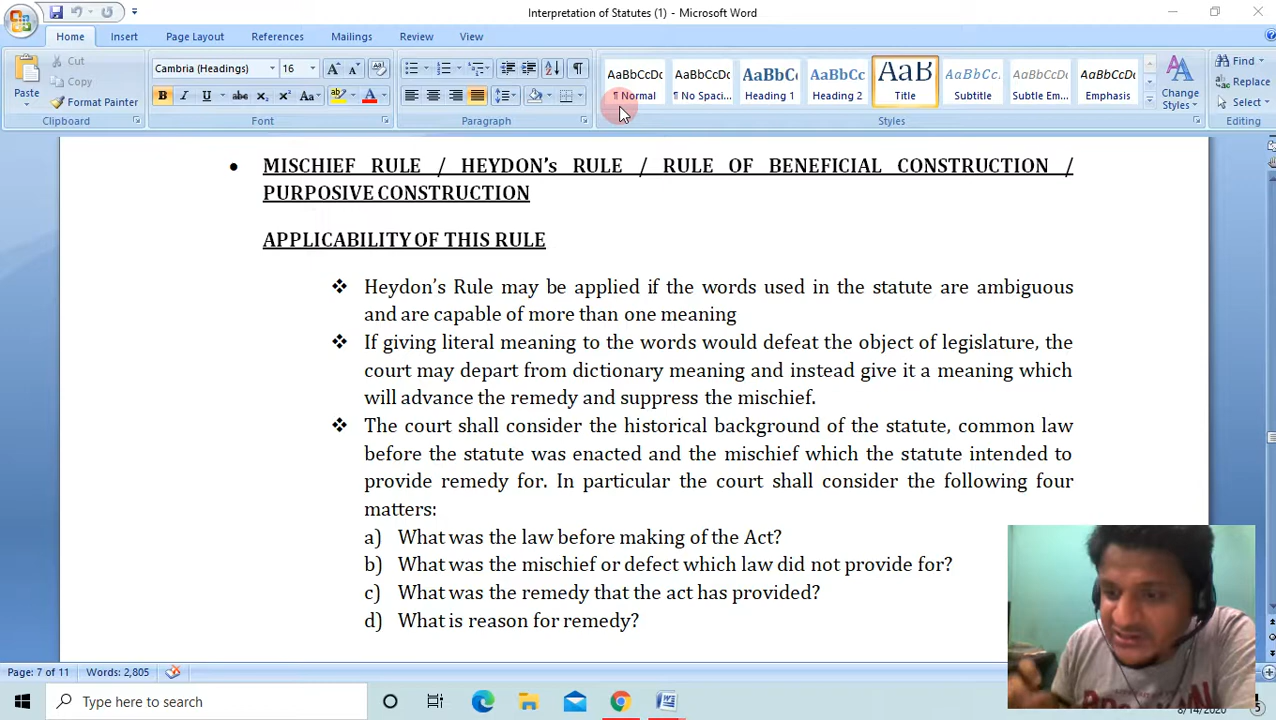 Interpretation of Statutes (1) - Microsoft Word
Home Insert Page Layout References Mailings Review View
Paste
Cut
Copy
Format Painter
Clipboard
Cambria (Headings) 16
B I U abc x₂ x² Aa
Font
Paragraph
AaBbCcDc AaBbCcDc AaBbC AaBbCc AaB AaBbCc. AaBbCcDc AaBbCcDc
¶ Normal ¶ No Spaci... Heading 1 Heading 2 Title Subtitle Subtle Em... Emphasis
Styles
Change Styles
Find
Replace
Select
Editing
• MISCHIEF RULE / HEYDON's RULE / RULE OF BENEFICIAL CONSTRUCTION /
PURPOSIVE CONSTRUCTION
APPLICABILITY OF THIS RULE
❖ Heydon's Rule may be applied if the words used in the statute are ambiguous
and are capable of more than one meaning
❖ If giving literal meaning to the words would defeat the object of legislature, the
court may depart from dictionary meaning and instead give it a meaning which
will advance the remedy and suppress the mischief.
❖ The court shall consider the historical background of the statute, common law
before the statute was enacted and the mischief which the statute intended to
provide remedy for. In particular the court shall consider the following four
matters:
a) What was the law before making of the Act?
b) What was the mischief or defect which law did not provide for?
c) What was the remedy that the act has provided?
d) What is reason for remedy?
Page: 7 of 11 Words: 2,805
Type here to search
8/14/2020